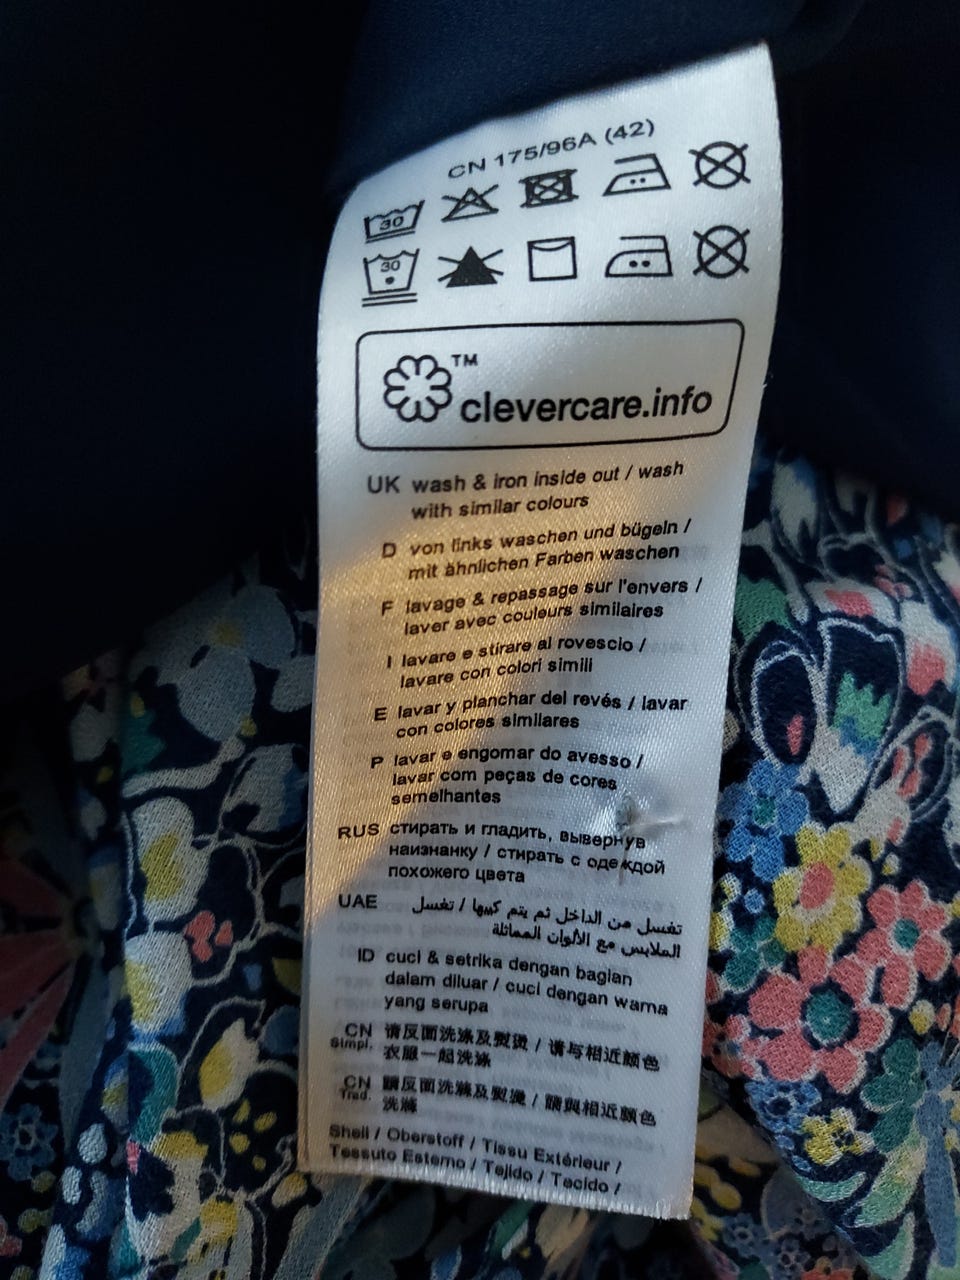 CN 175/96A (42)
30
30
™
clevercare.info
UK wash & iron inside out / wash
with similar colours
D von links waschen und bügeln /
mit ähnlichen Farben waschen
F lavage & repassage sur l'envers /
laver avec couleurs similaires
I lavare e stirare al rovescio /
lavare con colori simili
E lavar y planchar del revés / lavar
con colores similares
P lavar e engomar do avesso /
lavar com peças de cores
semelhantes
RUS стирать и гладить, вывернув
наизнанку / стирать с одеждой
похожего цвета
UAE تغسل من الداخل ثم يتم كيها / تغسل
الملابس مع الألوان المماثلة
ID cuci & setrika dengan bagian
dalam diluar / cuci dengan warna
yang serupa
CN Simpl. 请反面洗涤及熨烫 / 请与相近颜色
衣服一起洗涤
CN Trad. 請反面洗滌及熨燙 / 請與相近顏色
洗滌
Shell / Oberstoff / Tissu Extérieur /
Tessuto Esterno / Tejido / Tecido /